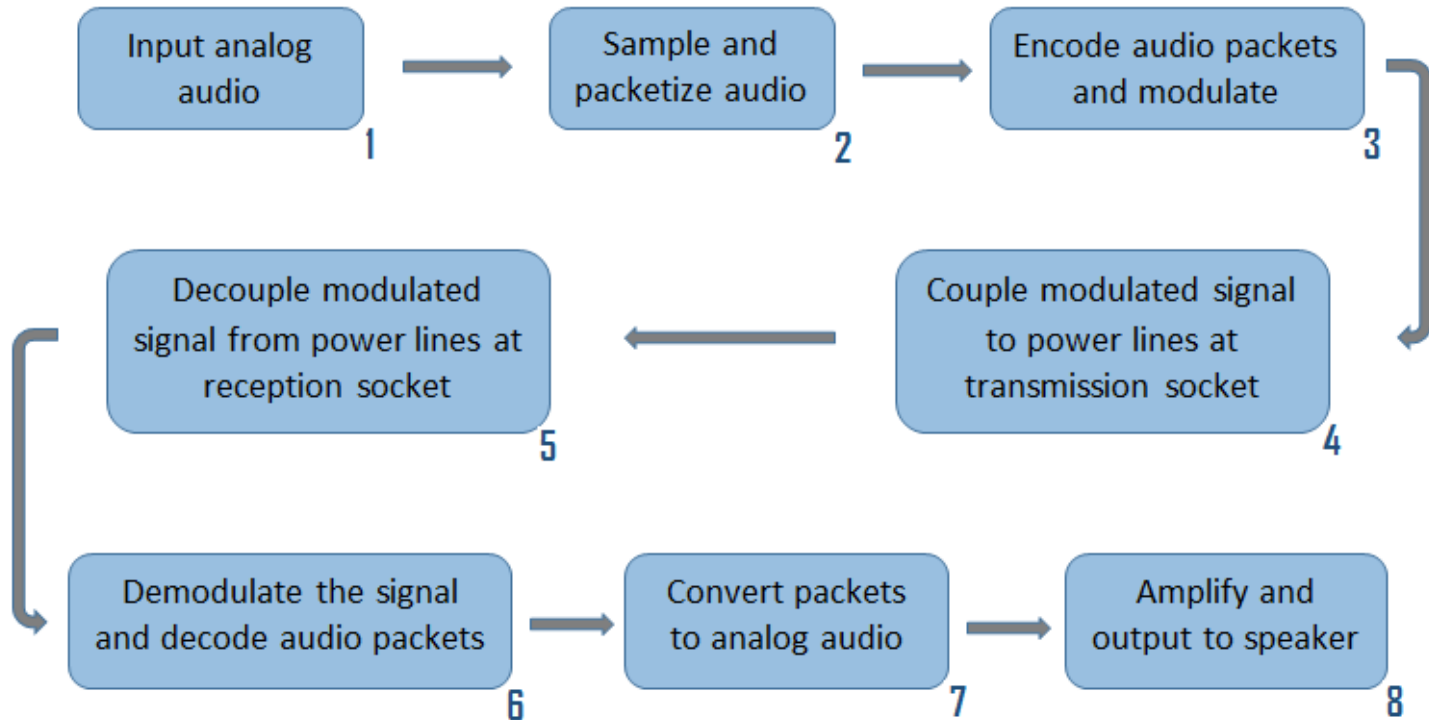 Input analog
audio
1
Sample and
packetize audio
2
Encode audio packets
and modulate
3
Couple modulated signal
to power lines at
transmission socket
4
Decouple modulated
signal from power lines at
reception socket
5
Demodulate the signal
and decode audio packets
6
Convert packets
to analog audio
7
Amplify and
output to speaker
8